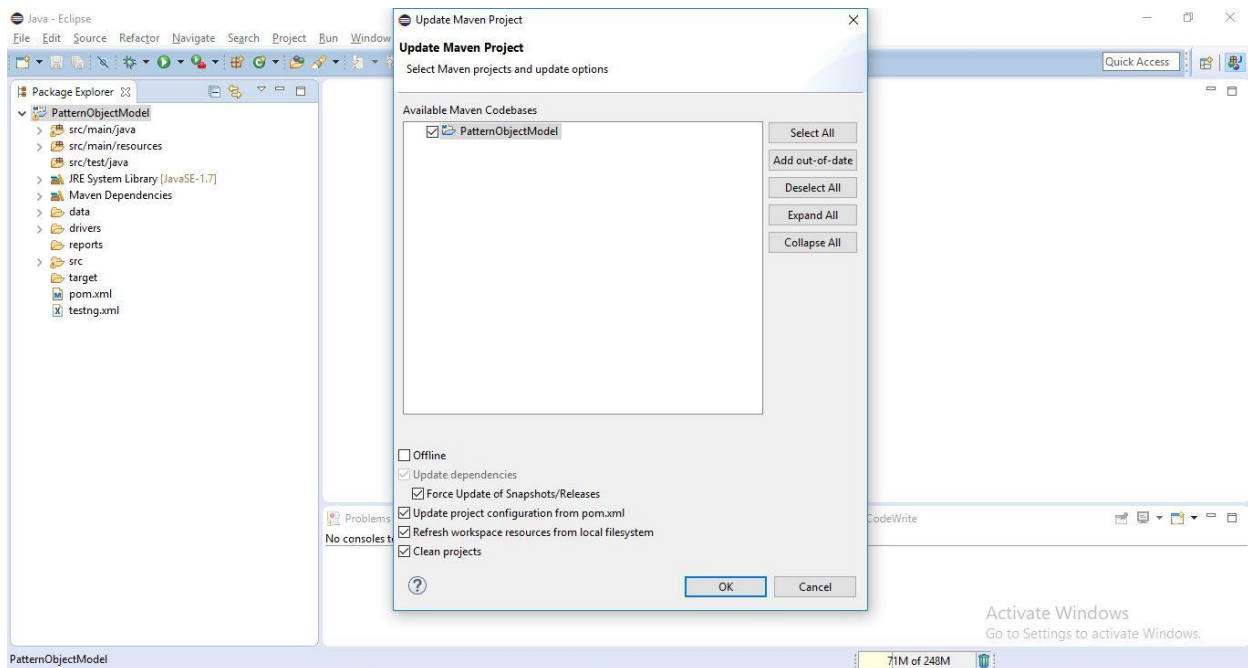 Java - Eclipse
File Edit Source Refactor Navigate Search Project Run Window
Quick Access
Package Explorer
PatternObjectModel
src/main/java
src/main/resources
src/test/java
JRE System Library [JavaSE-1.7]
Maven Dependencies
data
drivers
reports
src
target
pom.xml
testng.xml
Update Maven Project
Update Maven Project
Select Maven projects and update options
Available Maven Codebases
PatternObjectModel
Select All
Add out-of-date
Deselect All
Expand All
Collapse All
Offline
Update dependencies
Force Update of Snapshots/Releases
Update project configuration from pom.xml
Refresh workspace resources from local filesystem
Clean projects
OK Cancel
Problems
CodeWrite
No consoles t
Activate Windows
Go to Settings to activate Windows.
PatternObjectModel
71M of 248M